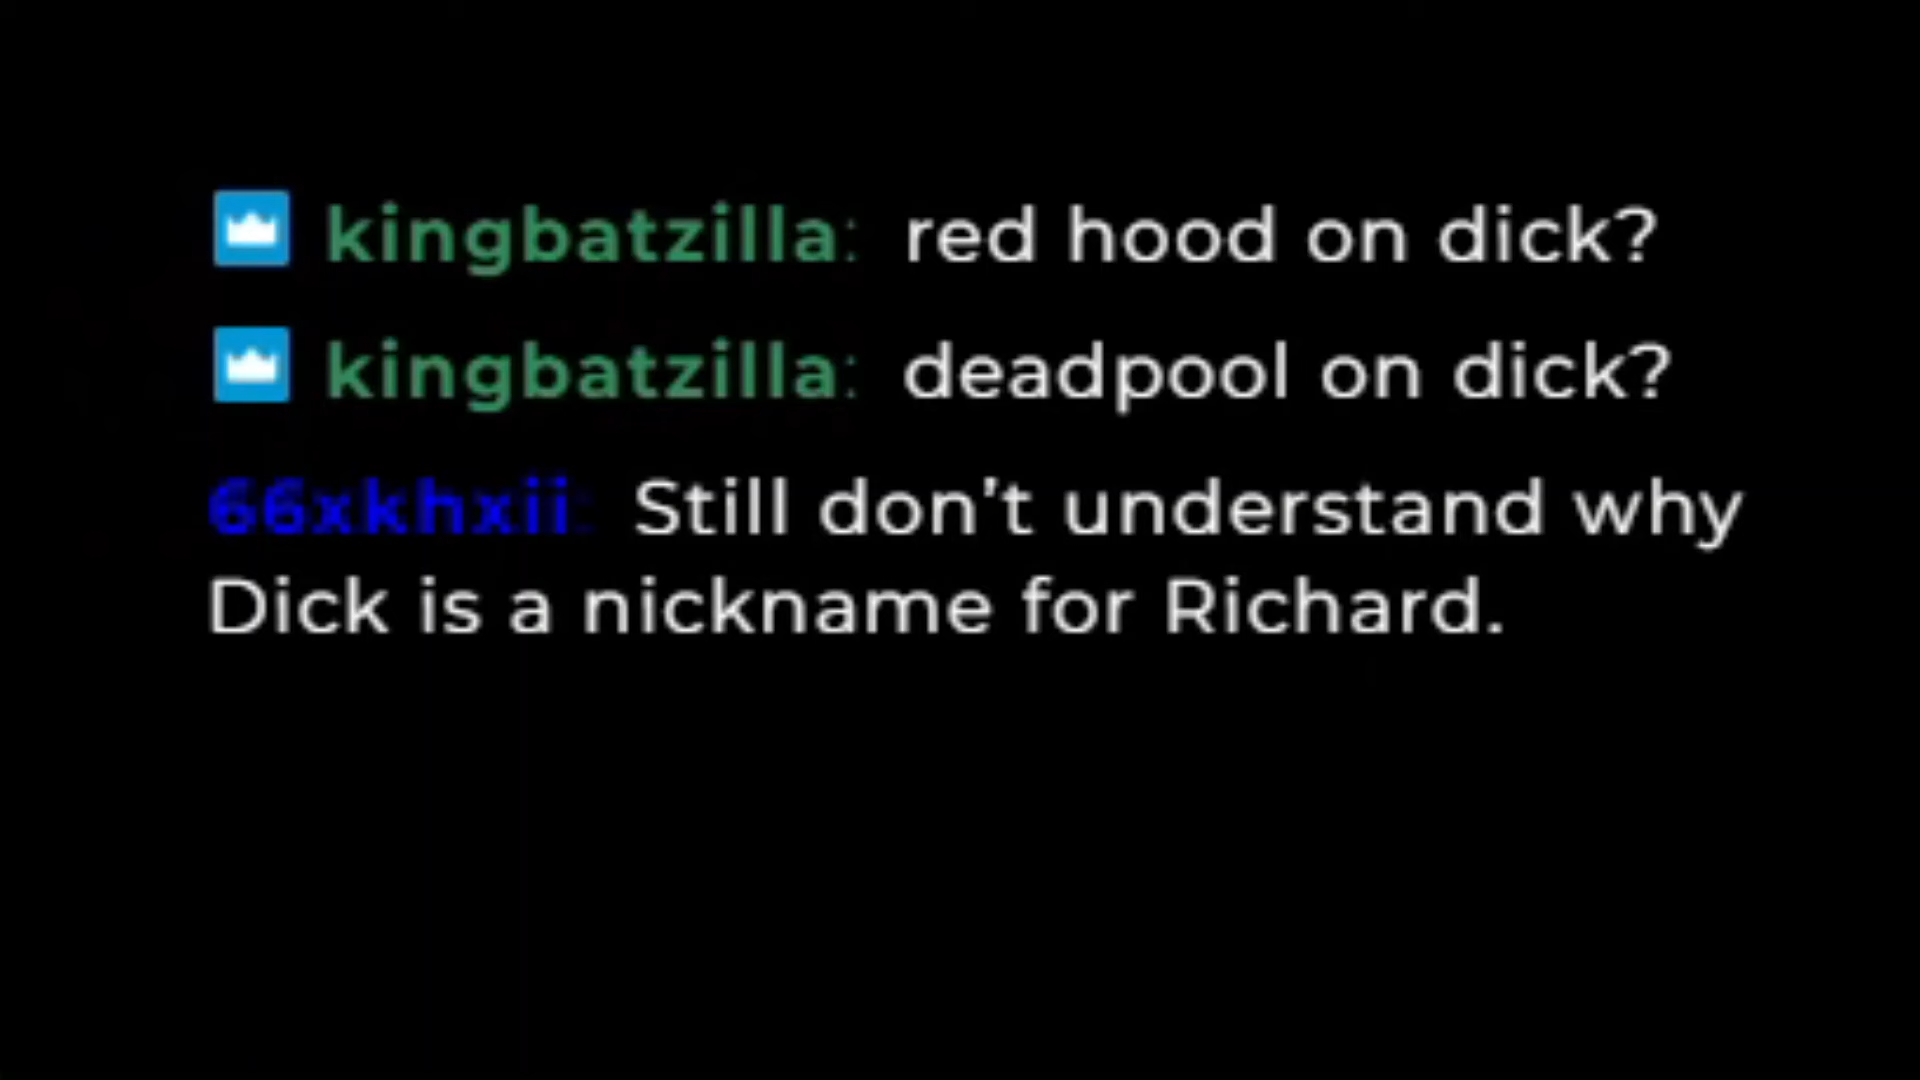 kingbatzilla: red hood on dick?
kingbatzilla: deadpool on dick?
66xkhxii: Still don't understand why
Dick is a nickname for Richard.